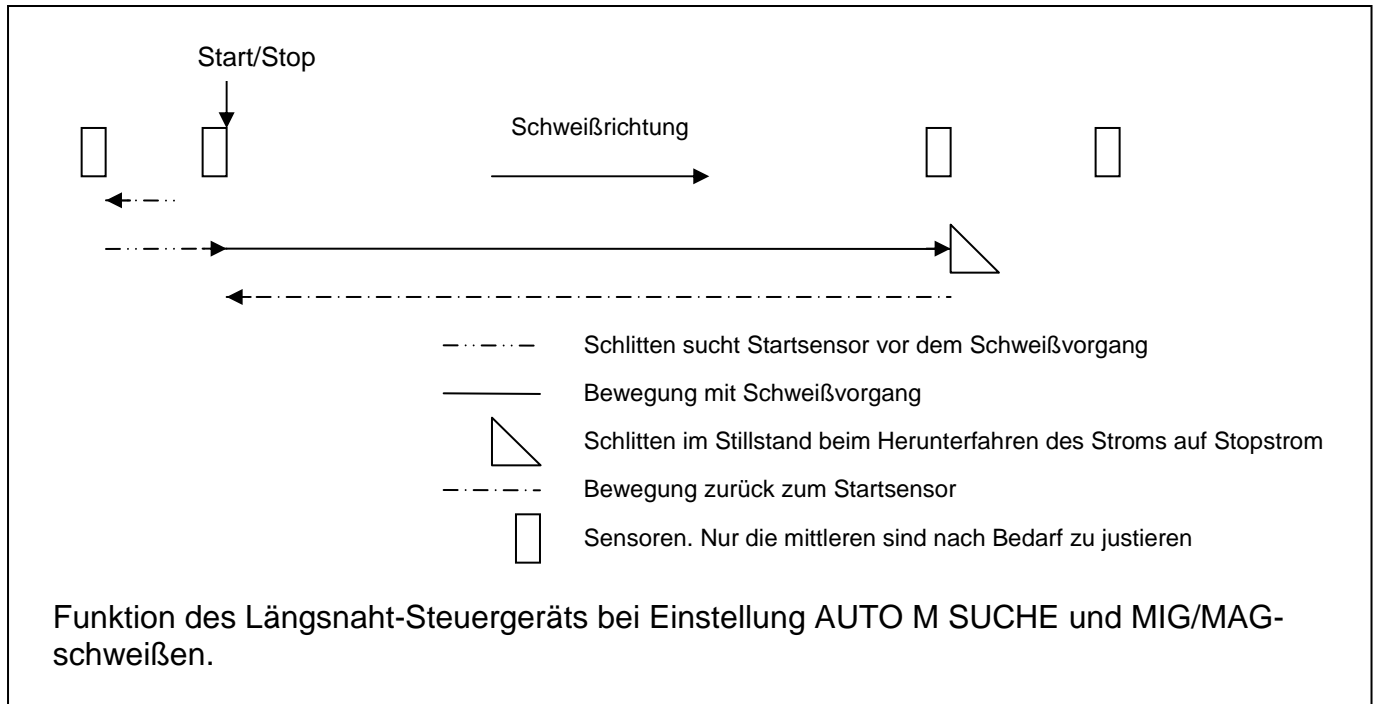 Start/Stop
Schweißrichtung
Schlitten sucht Startsensor vor dem Schweißvorgang
Bewegung mit Schweißvorgang
Schlitten im Stillstand beim Herunterfahren des Stroms auf Stopstrom
Bewegung zurück zum Startsensor
Sensoren. Nur die mittleren sind nach Bedarf zu justieren
Funktion des Längsnaht-Steuergeräts bei Einstellung AUTO M SUCHE und MIG/MAG-
schweißen.